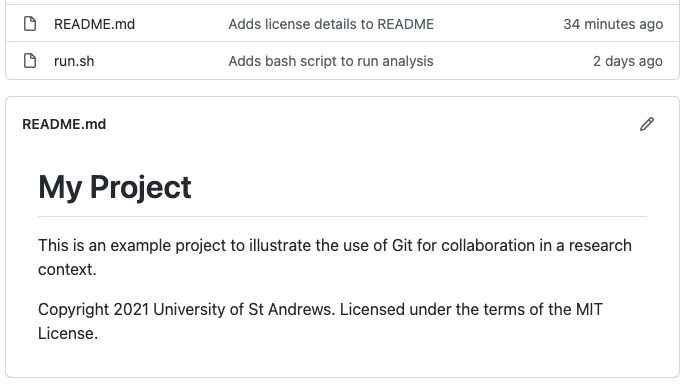 README.md Adds license details to README 34 minutes ago
run.sh Adds bash script to run analysis 2 days ago
README.md
My Project
This is an example project to illustrate the use of Git for collaboration in a research
context.
Copyright 2021 University of St Andrews. Licensed under the terms of the MIT
License.